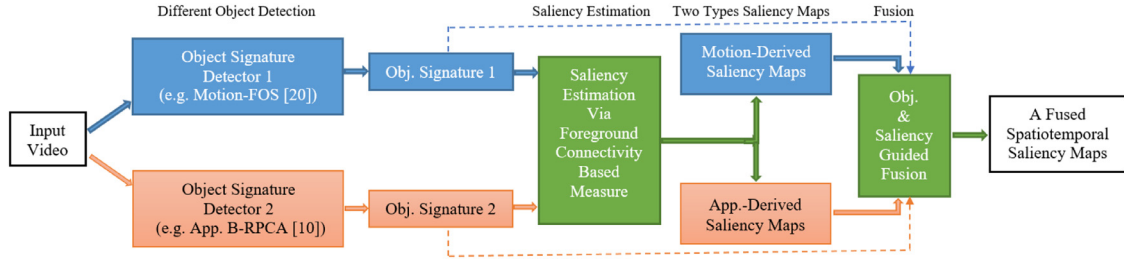 Different Object Detection
Saliency Estimation
Two Types Saliency Maps
Fusion
Input
Video
Object Signature
Detector 1
(e.g. Motion-FOS [20])
Obj. Signature 1
Object Signature
Detector 2
(e.g. App. B-RPCA [10])
Obj. Signature 2
Saliency
Estimation
Via
Foreground
Connectivity
Based
Measure
Motion-Derived
Saliency Maps
App.-Derived
Saliency Maps
Obj.
&
Saliency
Guided
Fusion
A Fused
Spatiotemporal
Saliency Maps